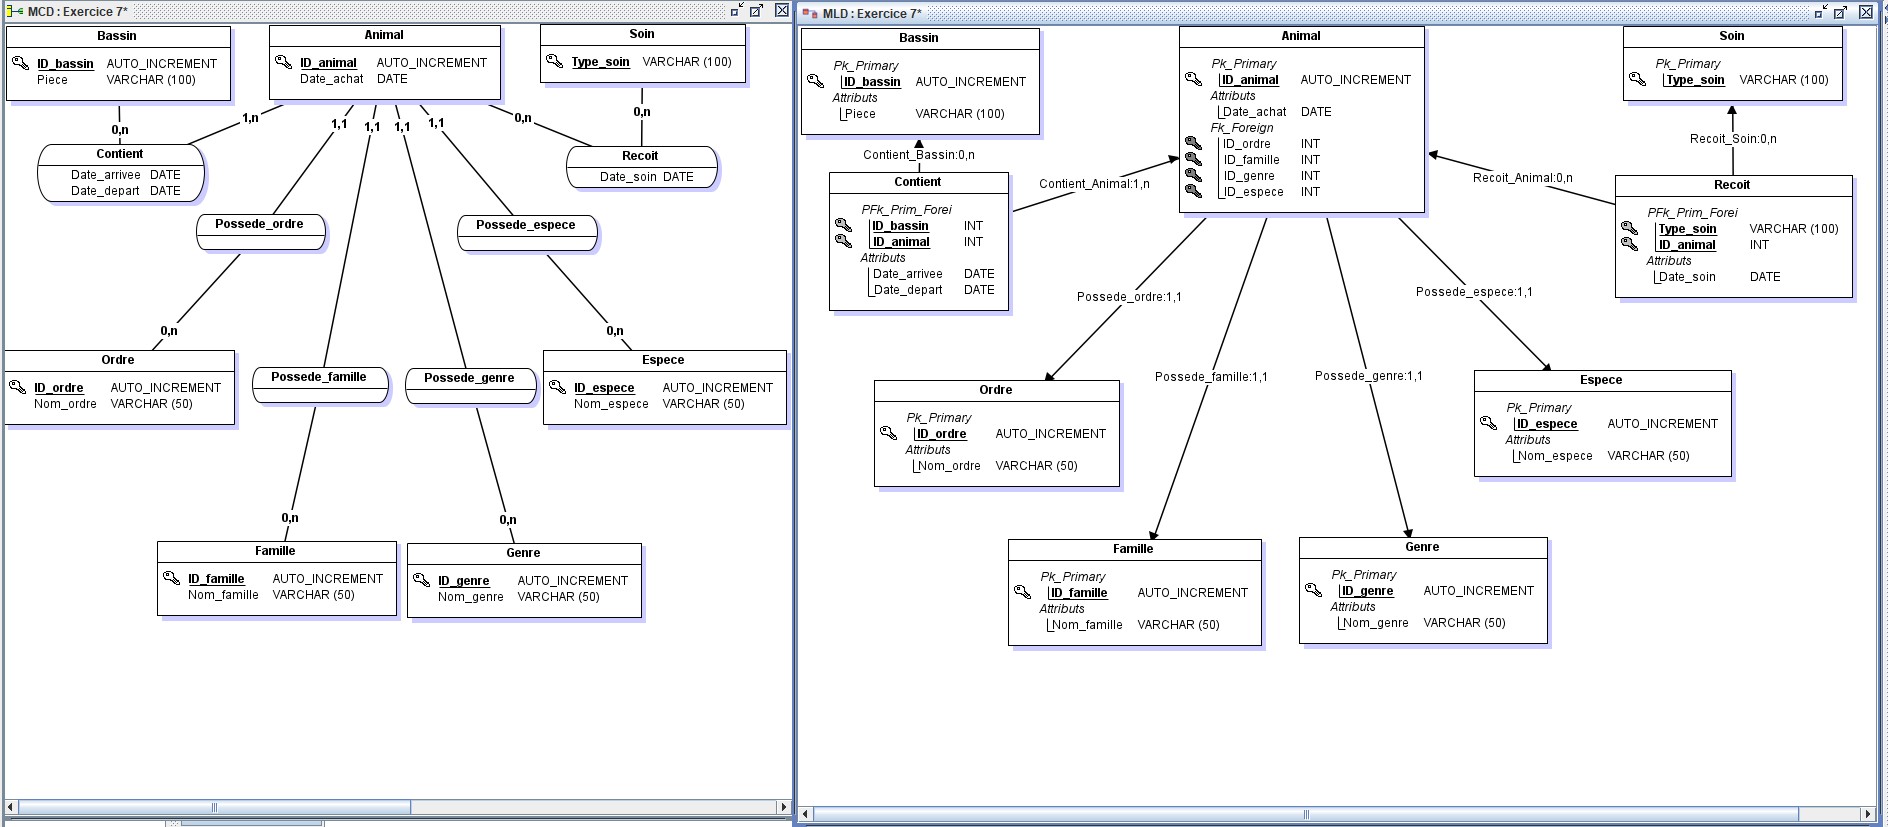 MCD : Exercice 7*
Bassin
ID_bassin AUTO_INCREMENT
Piece VARCHAR (100)
Animal
ID_animal AUTO_INCREMENT
Date_achat DATE
Soin
Type_soin VARCHAR (100)
0,n
1,n
1,1
1,1
1,1
1,1
0,n
0,n
Contient
Date_arrivee DATE
Date_depart DATE
Recoit
Date_soin DATE
Possede_ordre
Possede_espece
0,n
0,n
Ordre
ID_ordre AUTO_INCREMENT
Nom_ordre VARCHAR (50)
Possede_famille
Possede_genre
Espece
ID_espece AUTO_INCREMENT
Nom_espece VARCHAR (50)
0,n
0,n
Famille
ID_famille AUTO_INCREMENT
Nom_famille VARCHAR (50)
Genre
ID_genre AUTO_INCREMENT
Nom_genre VARCHAR (50)
MLD : Exercice 7*
Bassin
Pk_Primary
ID_bassin AUTO_INCREMENT
Attributs
Piece VARCHAR (100)
Animal
Pk_Primary
ID_animal AUTO_INCREMENT
Attributs
Date_achat DATE
Fk_Foreign
ID_ordre INT
ID_famille INT
ID_genre INT
ID_espece INT
Soin
Pk_Primary
Type_soin VARCHAR (100)
Contient_Bassin:0,n
Contient_Animal:1,n
Recoit_Soin:0,n
Recoit_Animal:0,n
Contient
PFk_Prim_Forei
ID_bassin INT
ID_animal INT
Attributs
Date_arrivee DATE
Date_depart DATE
Recoit
PFk_Prim_Forei
Type_soin VARCHAR (100)
ID_animal INT
Attributs
Date_soin DATE
Possede_ordre:1,1
Possede_espece:1,1
Possede_famille:1,1
Possede_genre:1,1
Ordre
Pk_Primary
ID_ordre AUTO_INCREMENT
Attributs
Nom_ordre VARCHAR (50)
Espece
Pk_Primary
ID_espece AUTO_INCREMENT
Attributs
Nom_espece VARCHAR (50)
Famille
Pk_Primary
ID_famille AUTO_INCREMENT
Attributs
Nom_famille VARCHAR (50)
Genre
Pk_Primary
ID_genre AUTO_INCREMENT
Attributs
Nom_genre VARCHAR (50)